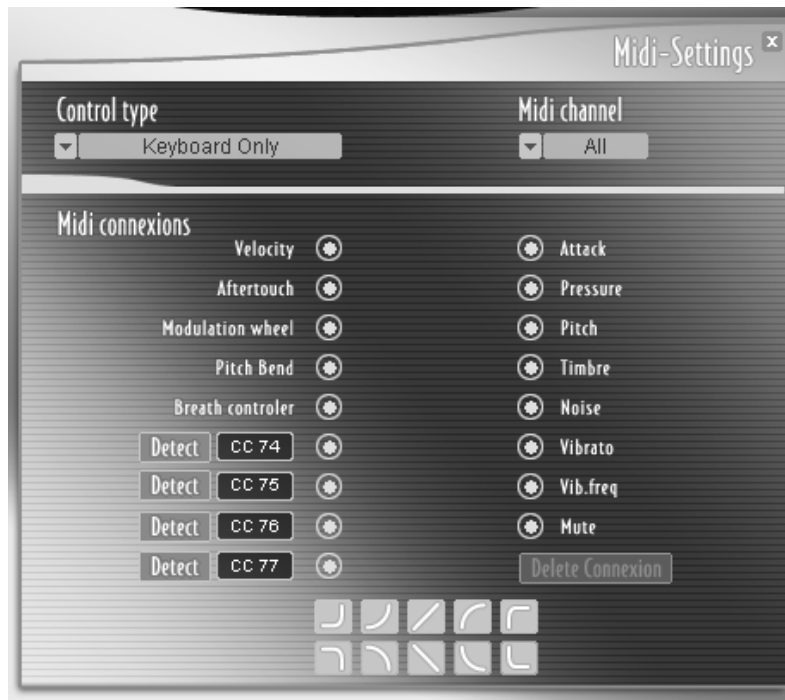 Midi-Settings x
Control type
Midi channel
Keyboard Only
All
Midi connexions
Velocity
Attack
Aftertouch
Pressure
Modulation wheel
Pitch
Pitch Bend
Timbre
Breath controler
Noise
Detect CC 74
Vibrato
Detect CC 75
Vib.freq
Detect CC 76
Mute
Detect CC 77
Delete Connexion